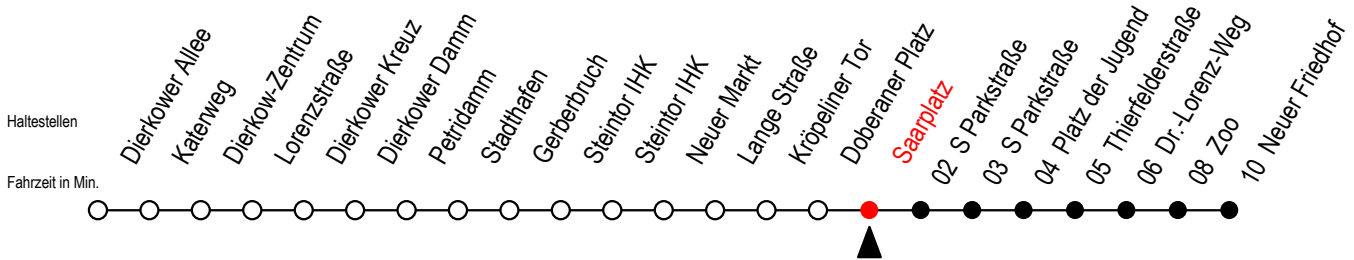 Haltestellen
Fahrzeit in Min.
Dierkower Allee
Katerweg
Dierkow-Zentrum
Lorenzstraße
Dierkower Kreuz
Dierkower Damm
Petridamm
Stadthafen
Gerberbruch
Steintor IHK
Steintor IHK
Neuer Markt
Lange Straße
Kröpeliner Tor
Doberaner Platz
Saarplatz
02 S Parkstraße
03 S Parkstraße
04 Platz der Jugend
05 Thierfelderstraße
06 Dr.-Lorenz-Weg
08 Zoo
10 Neuer Friedhof